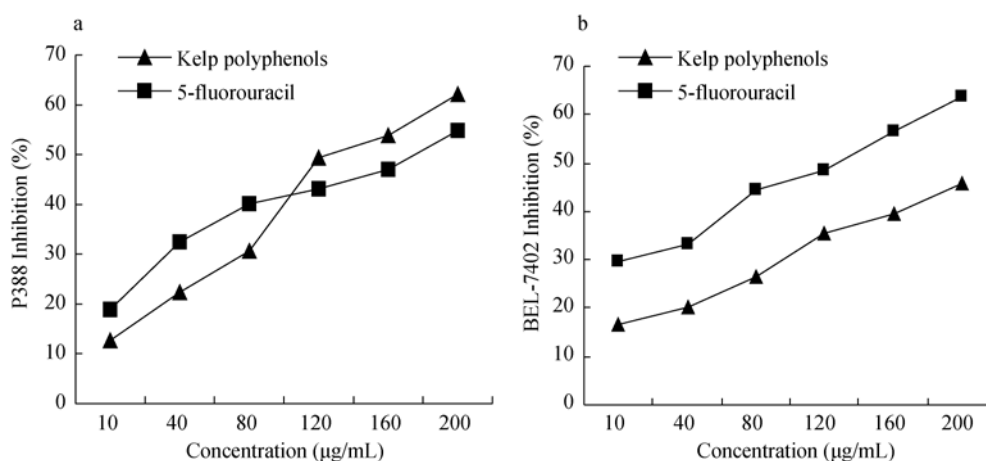 a
70
60
50
40
30
20
10
0
P388 Inhibition (%)
Kelp polyphenols
5-fluorouracil
10 40 80 120 160 200
Concentration (μg/mL)
b
70
60
50
40
30
20
10
0
BEL-7402 Inhibition (%)
Kelp polyphenols
5-fluorouracil
10 40 80 120 160 200
Concentration (μg/mL)